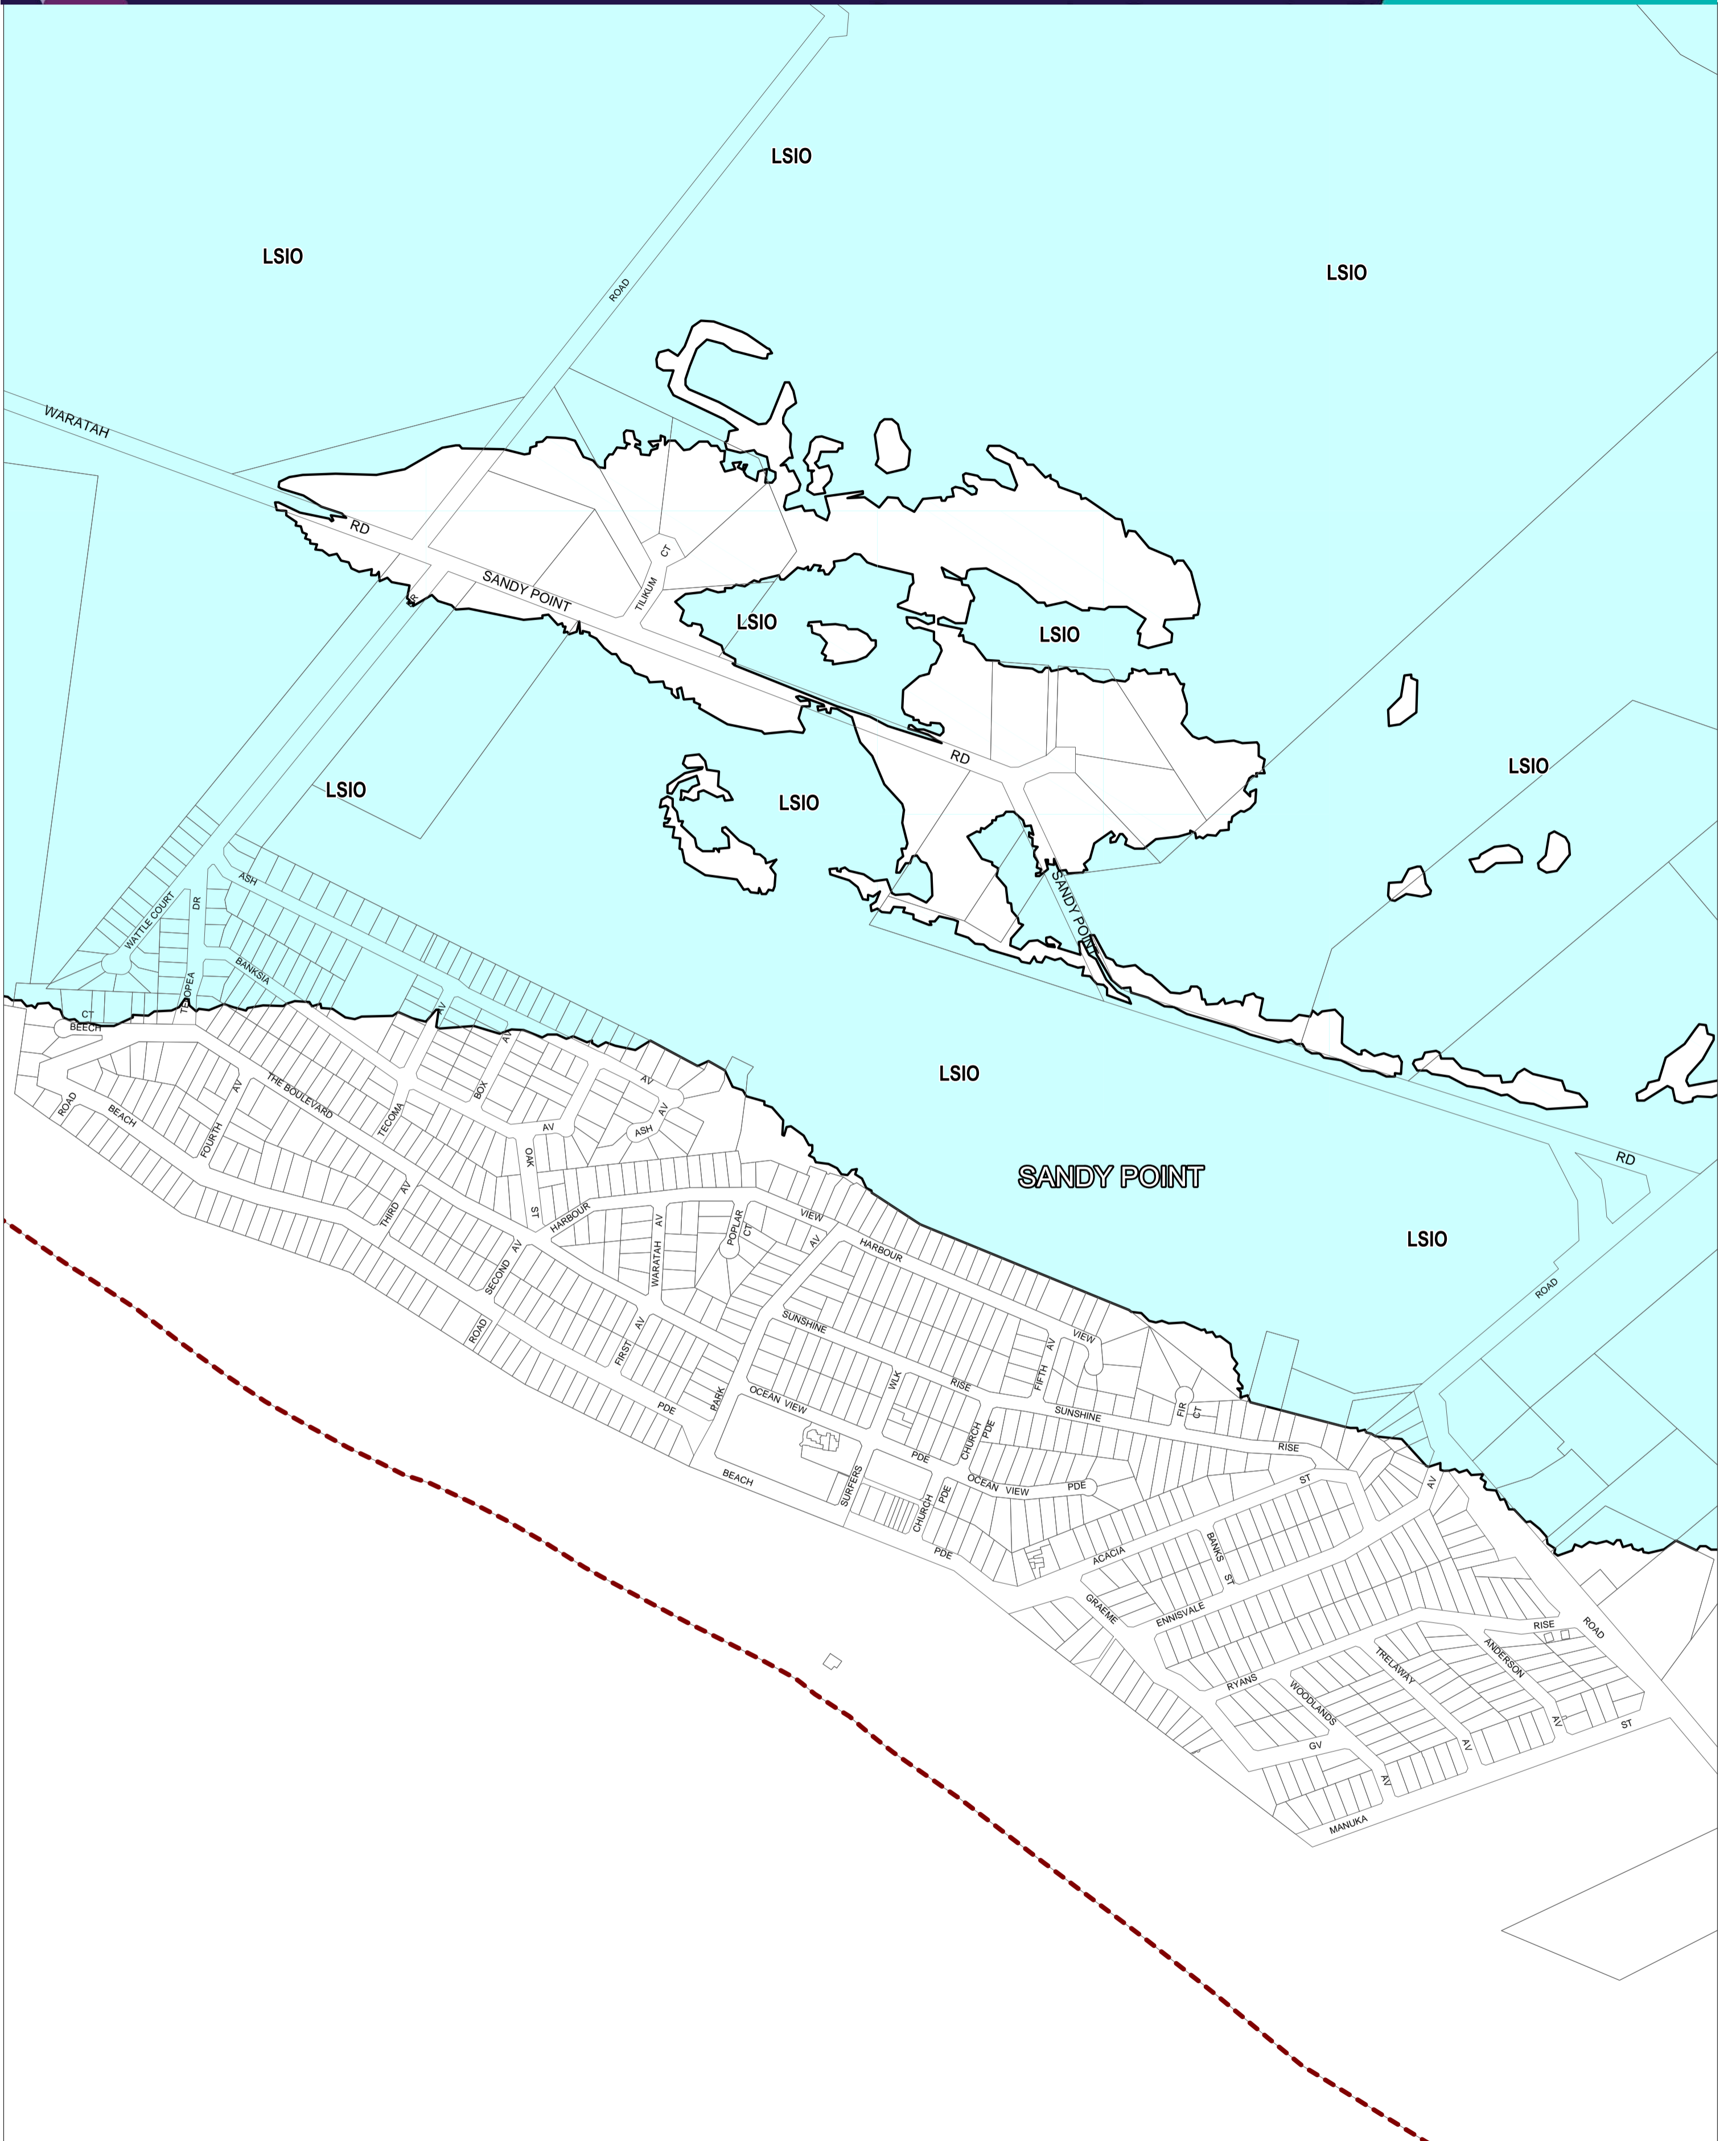 LSIO
LSIO
LSIO
ROAD
WARATAH
RD
CT
SANDY POINT
TILIKUM
DR
LSIO
LSIO
RD
LSIO
LSIO
LSIO
ASH
SANDY POINT
WATTLE COURT
DR
BANKSIA
TELOPEA
AV
CT
BEECH
AV
LSIO
AV
BOX
AV
THE BOULEVARD
ROAD
BEACH
TECOMA
AV
ASH
AV
FOURTH
OAK
RD
SANDY POINT
AV
THIRD
ST
HARBOUR
AV
POPLAR
CT
VIEW
AV
HARBOUR
LSIO
AV
SECOND
WARATAH
ROAD
SUNSHINE
AV
FIRST
ROAD
VIEW
AV
FIFTH
WLK
RISE
PARK
OCEAN VIEW
PDE
SUNSHINE
FIR
CT
CHURCH
PDE
RISE
PDE
BEACH
SURFERS
OCEAN VIEW
PDE
ST
AV
CHURCH
PDE
PDE
ACACIA
BANKS
ST
GRAEME
ENNISVALE
RISE
ROAD
ANDERSON
TRELAWAY
RYANS
WOODLANDS
GV
AV
AV
ST
AV
MANUKA